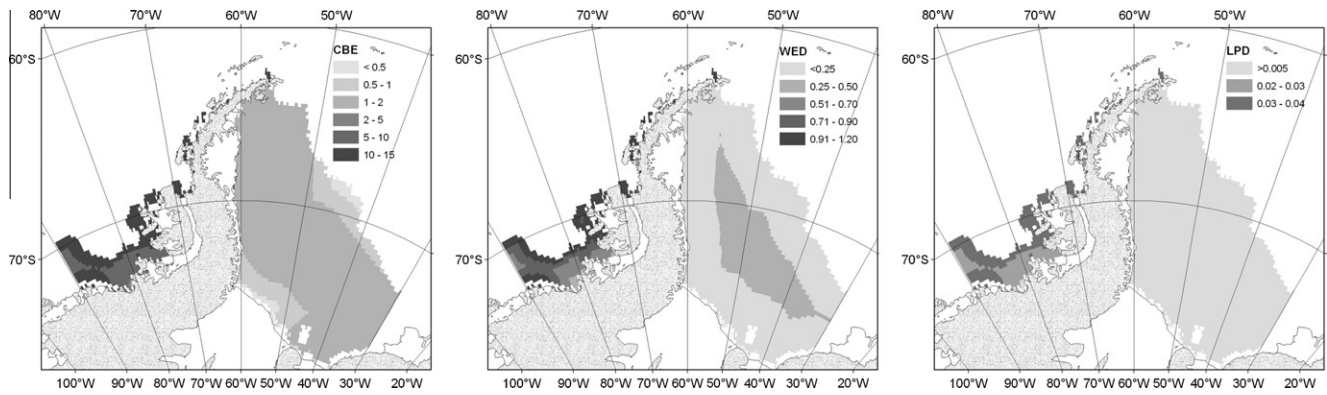 80°W 70°W 60°W 50°W
60°S
70°S
CBE
< 0.5
0.5 - 1
1 - 2
2 - 5
5 - 10
10 - 15
100°W 90°W 80°W 70°W 60°W 50°W 40°W 30°W 20°W
80°W 70°W 60°W 50°W
60°S
70°S
WED
<0.25
0.25 - 0.50
0.51 - 0.70
0.71 - 0.90
0.91 - 1.20
100°W 90°W 80°W 70°W 60°W 50°W 40°W 30°W 20°W
80°W 70°W 60°W 50°W
60°S
70°S
LPD
>0.005
0.02 - 0.03
0.03 - 0.04
100°W 90°W 80°W 70°W 60°W 50°W 40°W 30°W 20°W